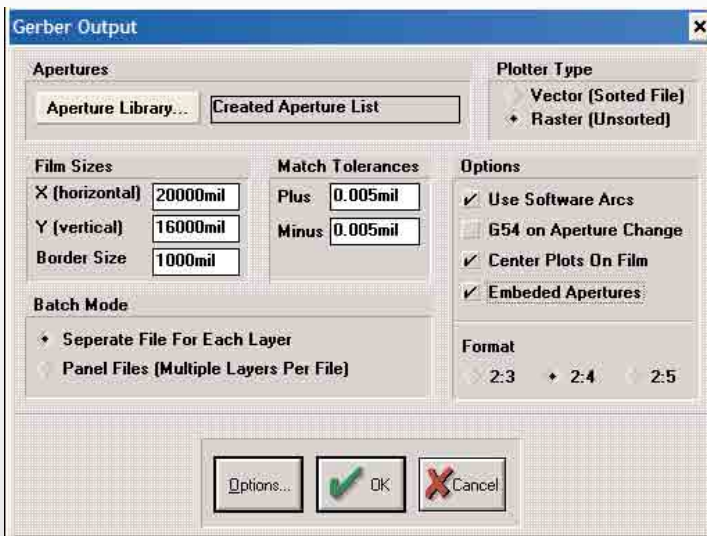 Gerber Output
Apertures
Aperture Library...
Created Aperture List
Plotter Type
Vector (Sorted File)
Raster (Unsorted)
Film Sizes
X (horizontal) 20000mil
Y (vertical) 16000mil
Border Size 1000mil
Match Tolerances
Plus 0.005mil
Minus 0.005mil
Options
Use Software Arcs
G54 on Aperture Change
Center Plots On Film
Embeded Apertures
Batch Mode
Seperate File For Each Layer
Panel Files (Multiple Layers Per File)
Format
2:3 2:4 2:5
Options...
OK
Cancel